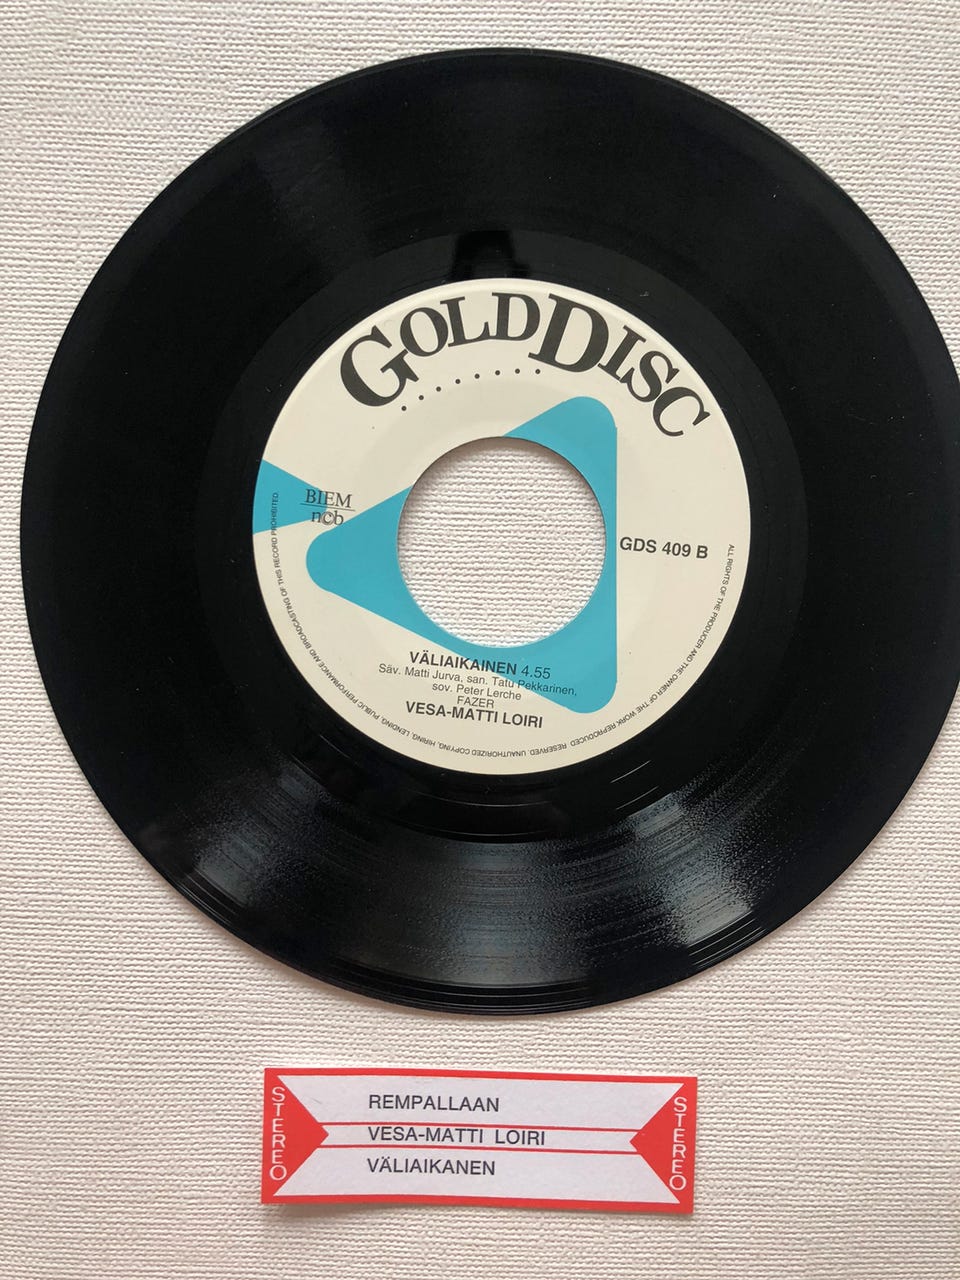 GOLDDISC
BIEM
n©b
GDS 409 B
VÄLIAIKAINEN 4.55
Säv. Matti Jurva, san. Tatu Pekkarinen,
sov. Peter Lerche
FAZER
VESA-MATTI LOIRI
ALL RIGHTS OF THE PRODUCER AND THE OWNER OF THE WORK REPRODUCED RESERVED. UNAUTHORIZED COPYING, HIRING, LENDING, PUBLIC PERFORMANCE AND BROADCASTING OF THIS RECORD PROHIBITED.
STEREO
REMPALLAAN
VESA-MATTI LOIRI
VÄLIAIKANEN
STEREO